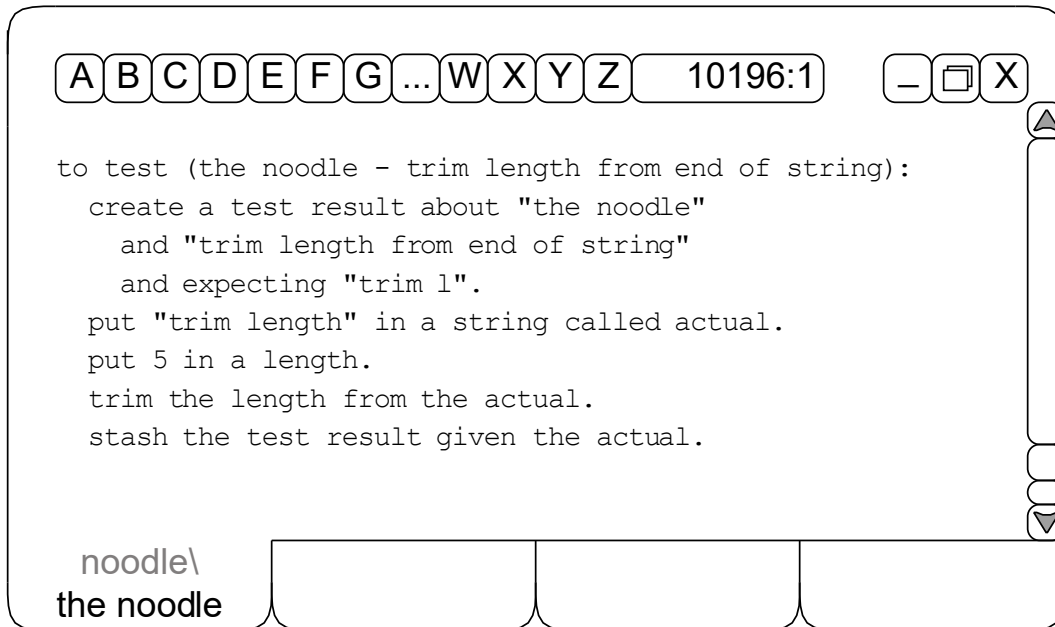 A B C D E F G ... W X Y Z 10196:1 _ X
to test (the noodle - trim length from end of string):
create a test result about "the noodle"
and "trim length from end of string"
and expecting "trim l".
put "trim length" in a string called actual.
put 5 in a length.
trim the length from the actual.
stash the test result given the actual.
noodle\
the noodle